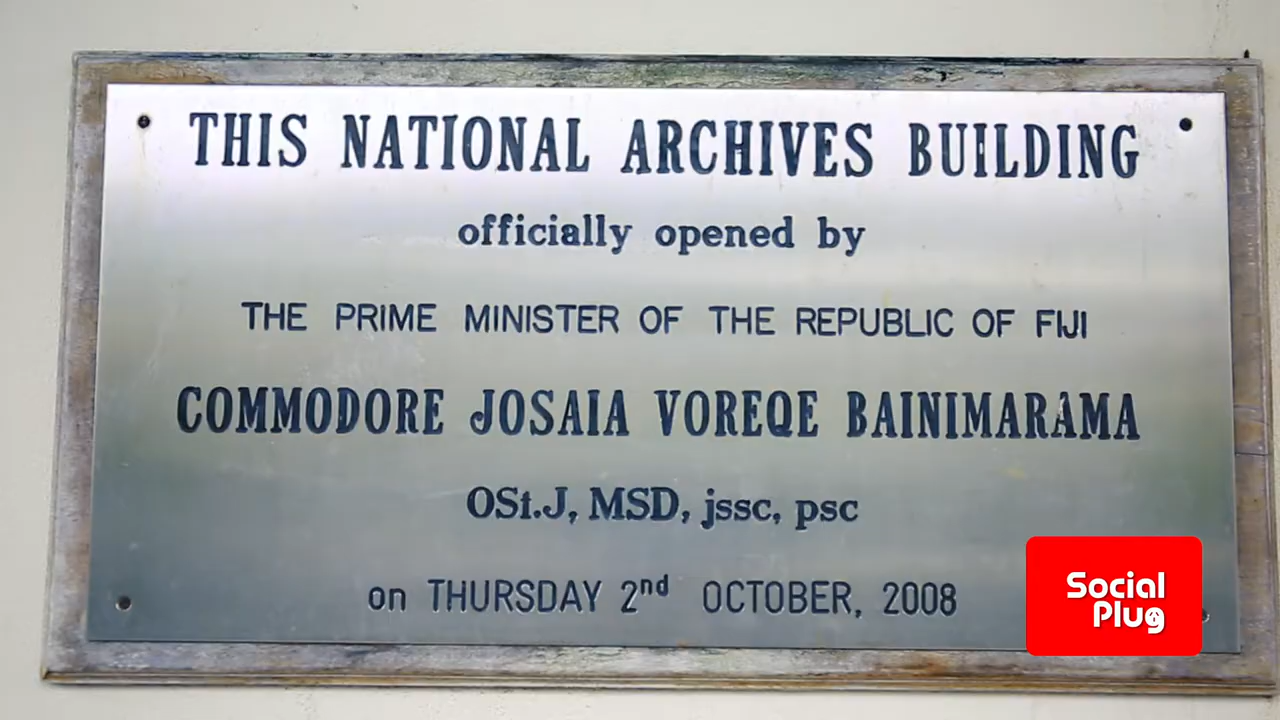 THIS NATIONAL ARCHIVES BUILDING
officially opened by
THE PRIME MINISTER OF THE REPUBLIC OF FIJI
COMMODORE JOSAIA VOREQE BAINIMARAMA
OSt.J, MSD, jssc, psc
on THURSDAY 2nd OCTOBER, 2008
Social
Plug